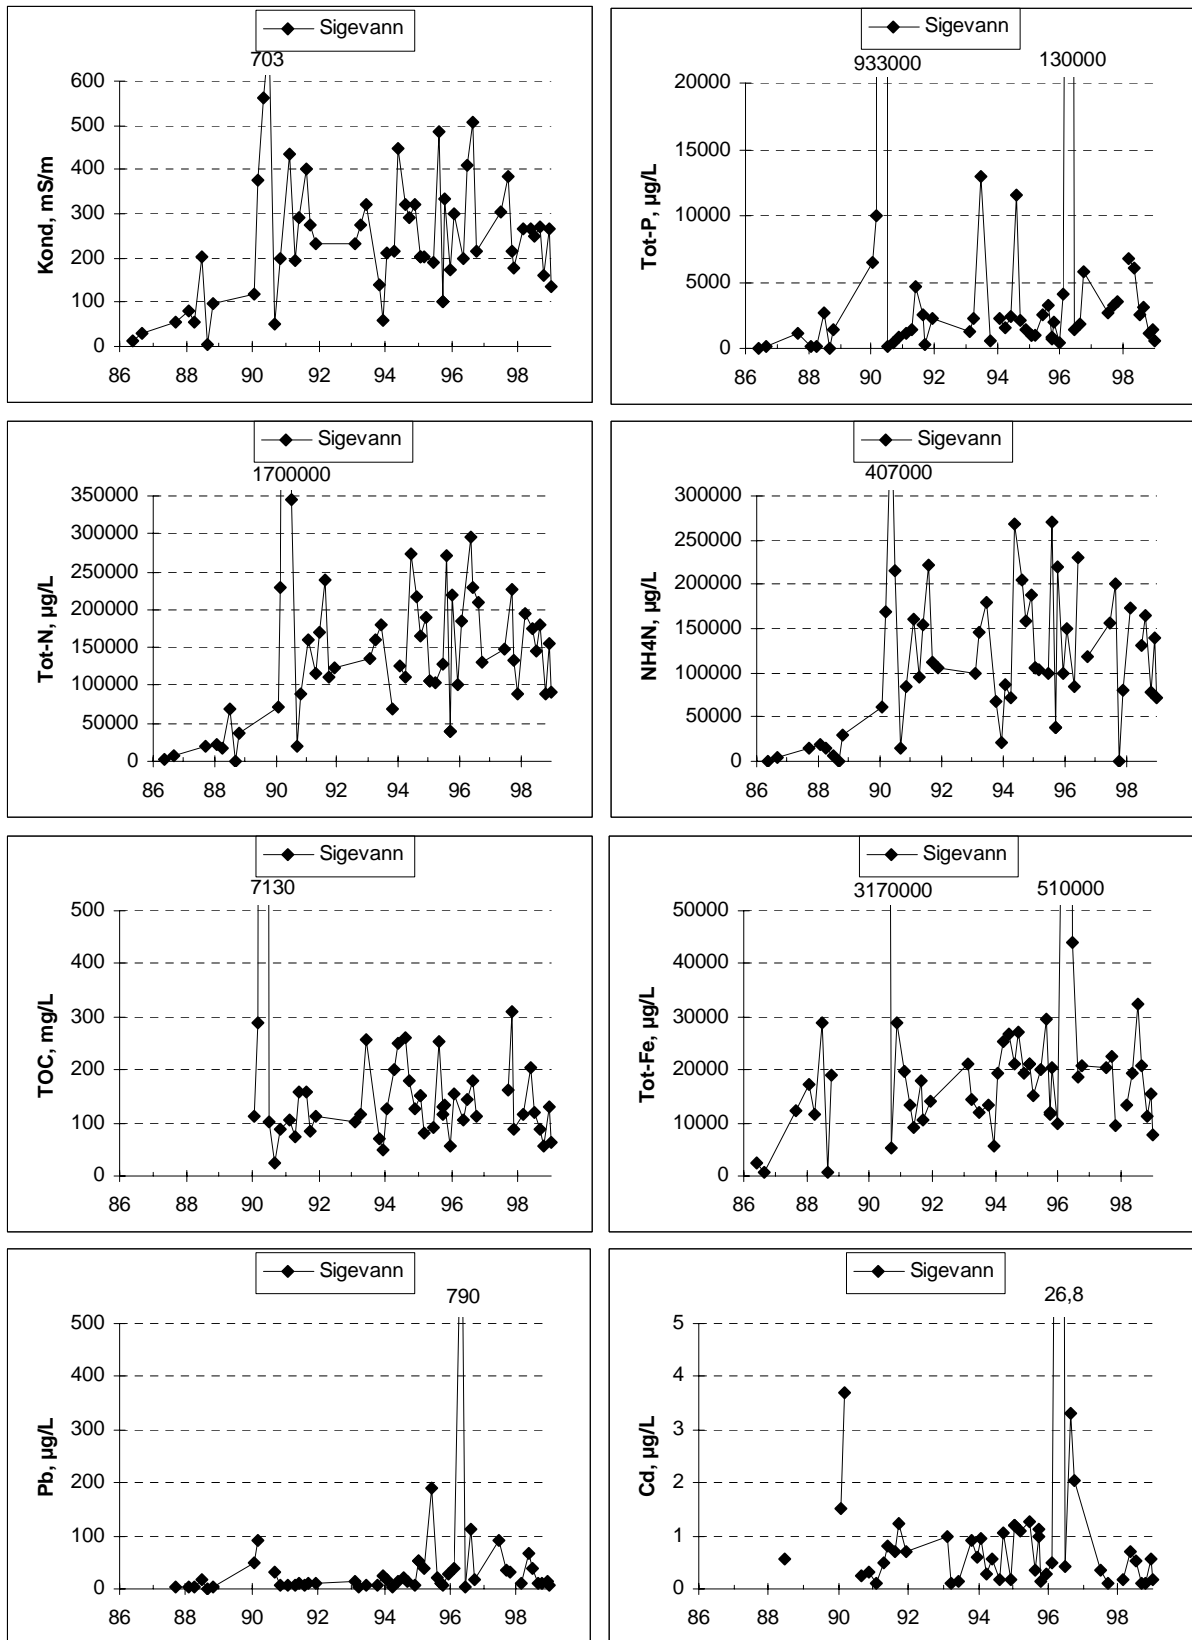 Sigevann
703
600
500
400
300
200
100
0
Kond, mS/m
86 88 90 92 94 96 98
Sigevann
933000 130000
20000
15000
10000
5000
0
Tot-P, µg/L
86 88 90 92 94 96 98
Sigevann
1700000
350000
300000
250000
200000
150000
100000
50000
0
Tot-N, µg/L
86 88 90 92 94 96 98
Sigevann
407000
300000
250000
200000
150000
100000
50000
0
NH4N, µg/L
86 88 90 92 94 96 98
Sigevann
7130
500
400
300
200
100
0
TOC, mg/L
86 88 90 92 94 96 98
Sigevann
3170000 510000
50000
40000
30000
20000
10000
0
Tot-Fe, µg/L
86 88 90 92 94 96 98
Sigevann
790
500
400
300
200
100
0
Pb, µg/L
86 88 90 92 94 96 98
Sigevann
26,8
5
4
3
2
1
0
Cd, µg/L
86 88 90 92 94 96 98